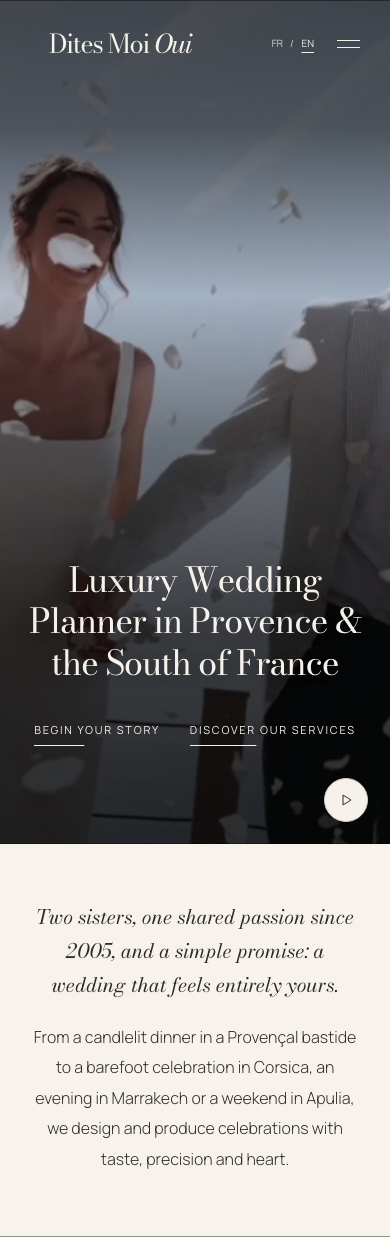 Dites Moi Oui
FR / EN
Luxury Wedding
Planner in Provence &
the South of France
BEGIN YOUR STORY
DISCOVER OUR SERVICES
Two sisters, one shared passion since
2005, and a simple promise: a
wedding that feels entirely yours.
From a candlelit dinner in a Provençal bastide
to a barefoot celebration in Corsica, an
evening in Marrakech or a weekend in Apulia,
we design and produce celebrations with
taste, precision and heart.